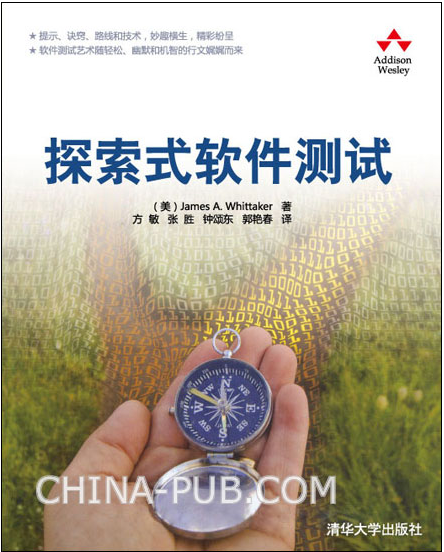 ★ 提示、诀窍、路线和技术，妙趣横生，精彩纷呈
★ 软件测试艺术随轻松、幽默和机智的行文娓娓而来
Addison
Wesley
探索式软件测试
（美）James A. Whittaker 著
方 敏 张 胜 钟颂东 郭艳春 译
N
W
CHINA-PUB.COM
清华大学出版社